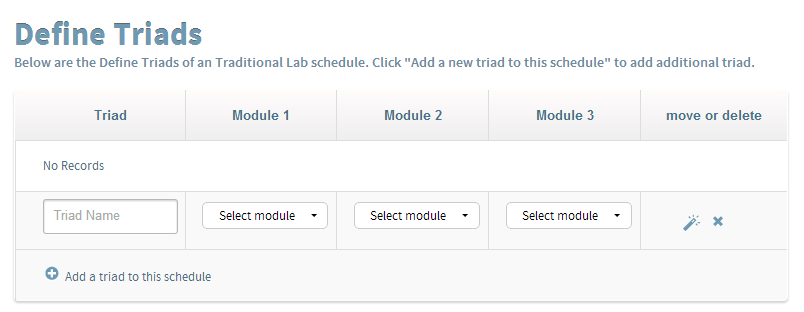 Define Triads
Below are the Define Triads of an Traditional Lab schedule. Click "Add a new triad to this schedule" to add additional triad.
Triad Module 1 Module 2 Module 3 move or delete
No Records
Triad Name Select module Select module Select module
Add a triad to this schedule